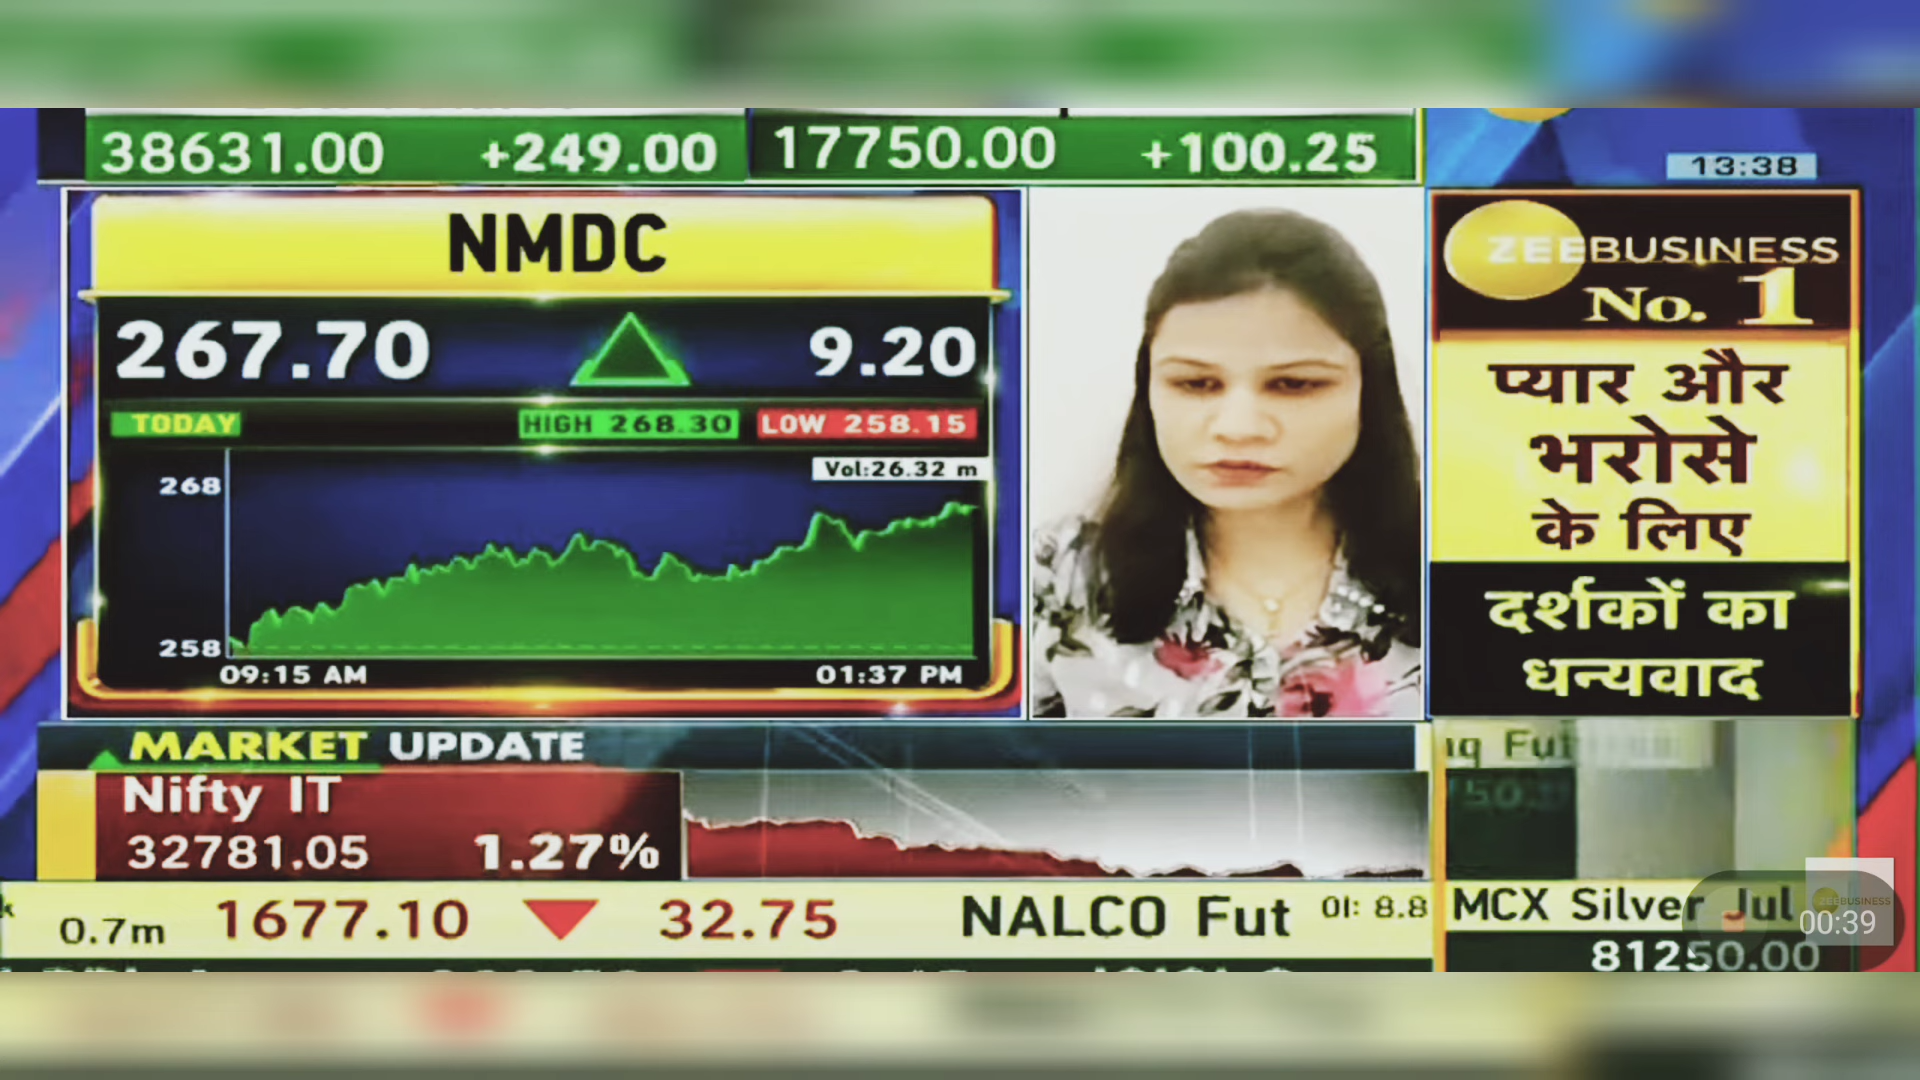 38631.00 +249.00 17750.00 +100.25
13:38
NMDC
267.70 9.20
TODAY HIGH 268.30 LOW 258.15
Vol:26.32 m
268
258
09:15 AM 01:37 PM
ZEEBUSINESS
No. 1
प्यार और
भरोसे
के लिए
दर्शकों का
धन्यवाद
MARKET UPDATE
Nifty IT
32781.05 1.27%
0.7m 1677.10 32.75 NALCO Fut OI: 8.8
MCX Silver Jul
81250.00
ZEEBUSINESS
00:39